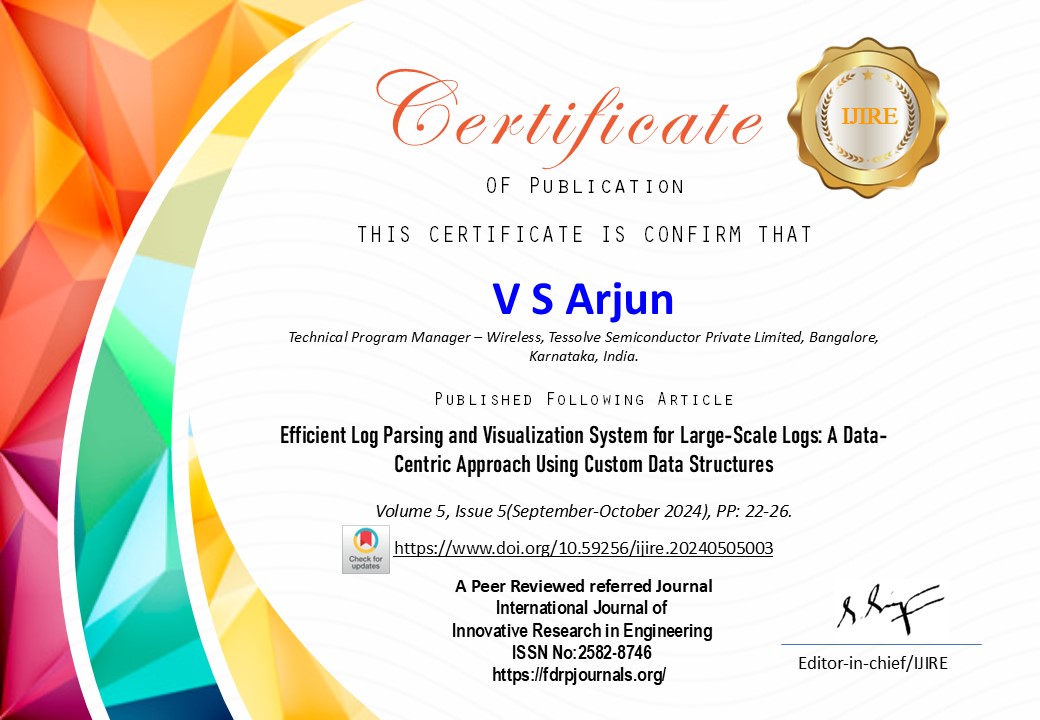 Certificate
IJIRE
OF PUBLICATION
THIS CERTIFICATE IS CONFIRM THAT
V S Arjun
Technical Program Manager – Wireless, Tessolve Semiconductor Private Limited, Bangalore,
Karnataka, India.
PUBLISHED FOLLOWING ARTICLE
Efficient Log Parsing and Visualization System for Large-Scale Logs: A Data-
Centric Approach Using Custom Data Structures
Volume 5, Issue 5(September-October 2024), PP: 22-26.
Check for
updates
https://www.doi.org/10.59256/ijire.20240505003
A Peer Reviewed referred Journal
International Journal of
Innovative Research in Engineering
ISSN No:2582-8746
https://fdrpjournals.org/
Editor-in-chief/IJIRE